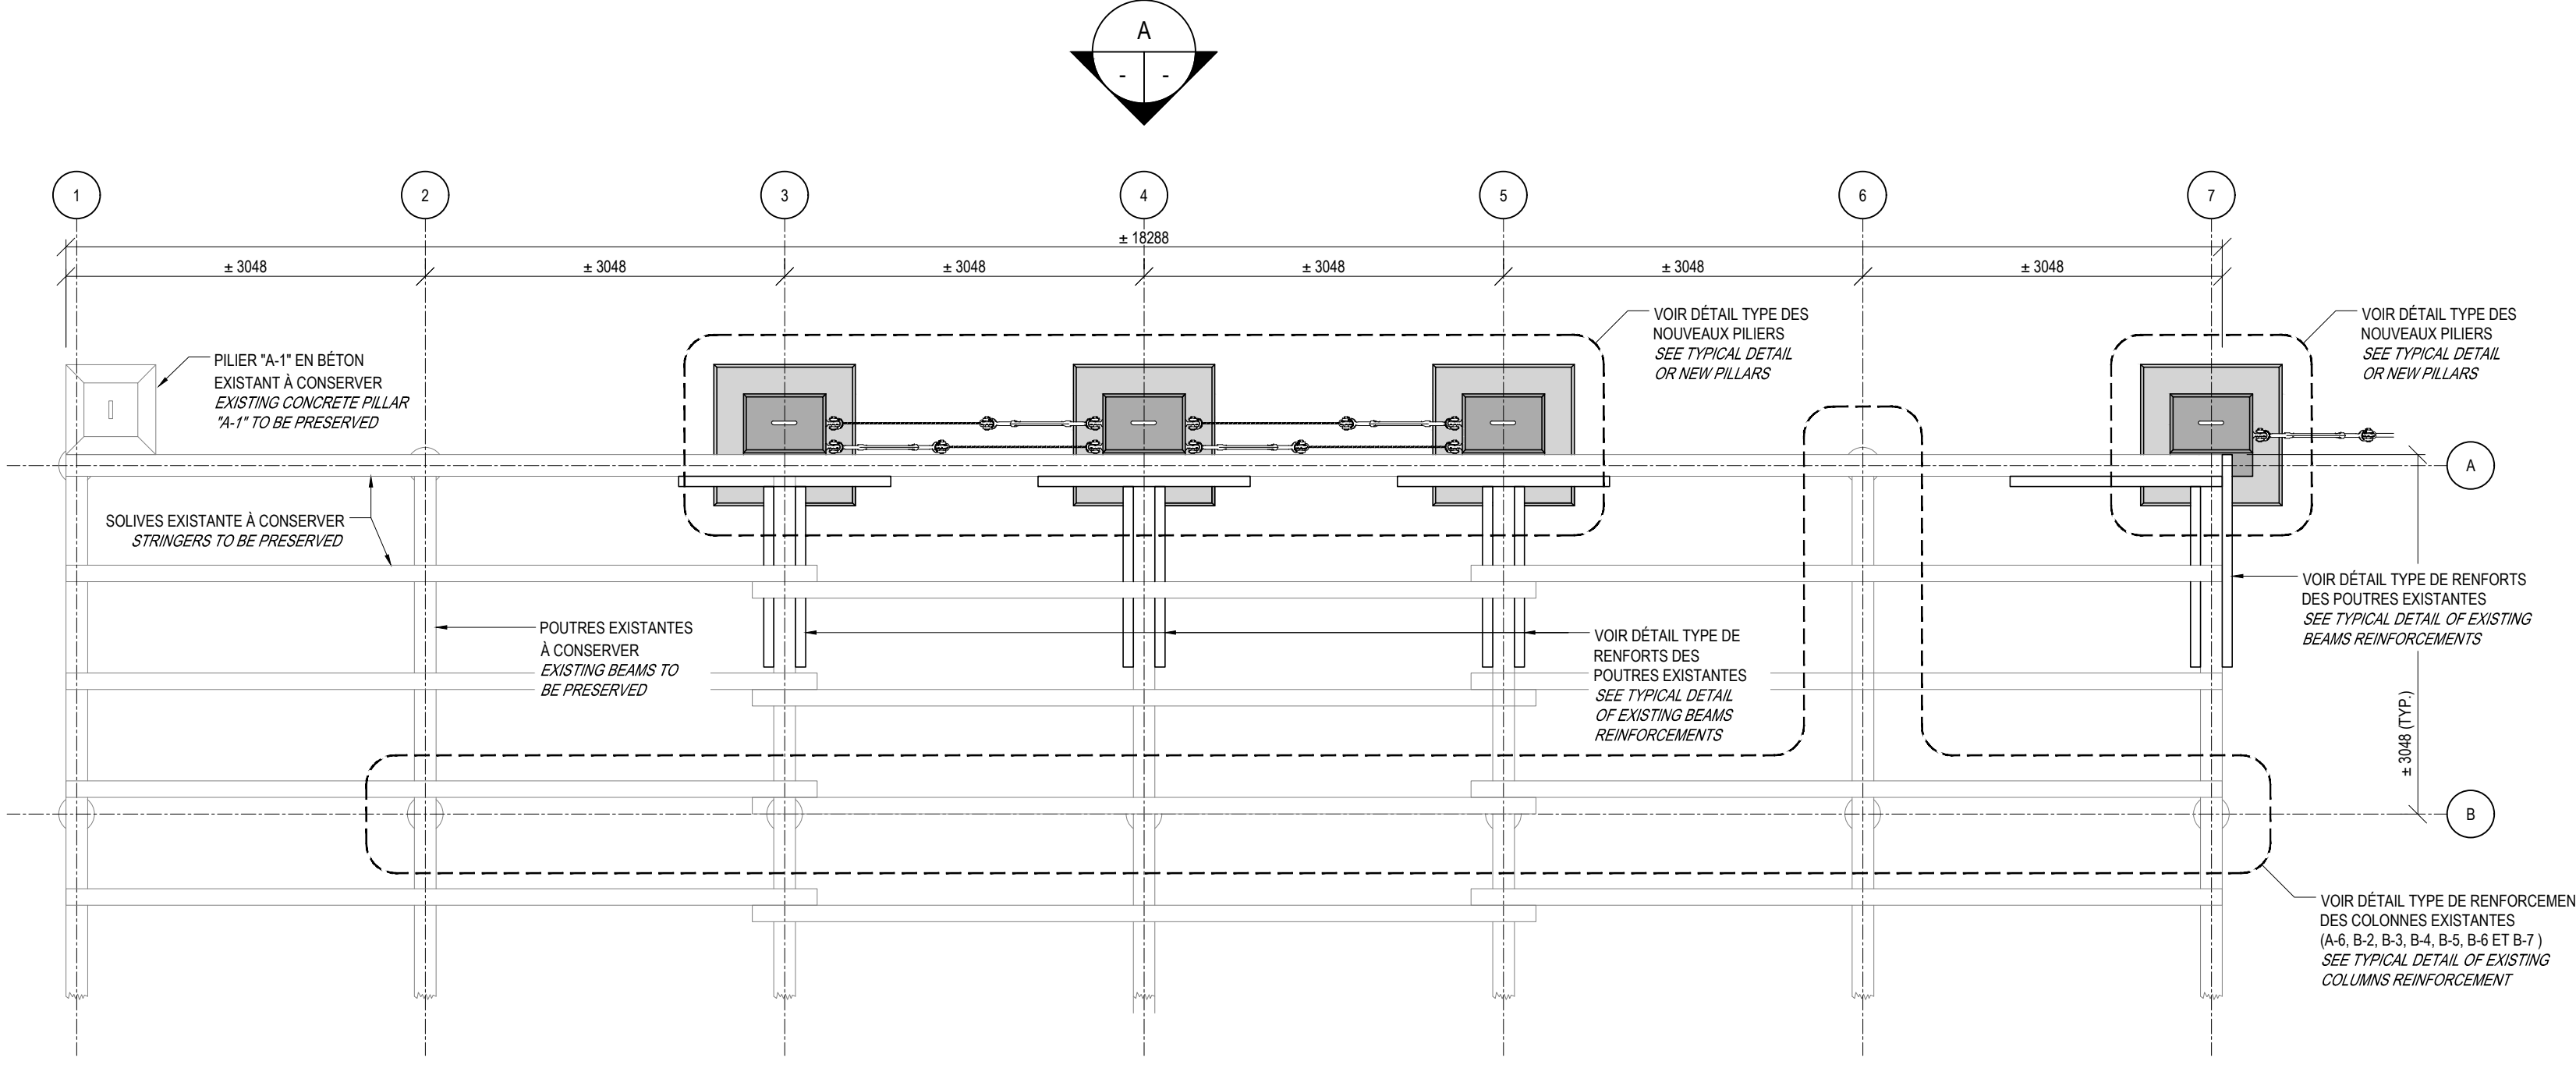 A
- -
1 2 3 4 5 6 7
± 18288
± 3048 ± 3048 ± 3048 ± 3048 ± 3048 ± 3048
PILIER "A-1" EN BÉTON
EXISTANT À CONSERVER
EXISTING CONCRETE PILLAR
"A-1" TO BE PRESERVED
VOIR DÉTAIL TYPE DES
NOUVEAUX PILIERS
SEE TYPICAL DETAIL
OR NEW PILLARS
VOIR DÉTAIL TYPE DES
NOUVEAUX PILIERS
SEE TYPICAL DETAIL
OR NEW PILLARS
A
SOLIVES EXISTANTE À CONSERVER
STRINGERS TO BE PRESERVED
POUTRES EXISTANTES
À CONSERVER
EXISTING BEAMS TO
BE PRESERVED
VOIR DÉTAIL TYPE DE
RENFORTS DES
POUTRES EXISTANTES
SEE TYPICAL DETAIL
OF EXISTING BEAMS
REINFORCEMENTS
VOIR DÉTAIL TYPE DE RENFORTS
DES POUTRES EXISTANTES
SEE TYPICAL DETAIL OF EXISTING
BEAMS REINFORCEMENTS
± 3048 (TYP.)
B
VOIR DÉTAIL TYPE DE RENFORCEMEN
DES COLONNES EXISTANTES
(A-6, B-2, B-3, B-4, B-5, B-6 ET B-7 )
SEE TYPICAL DETAIL OF EXISTING
COLUMNS REINFORCEMENT